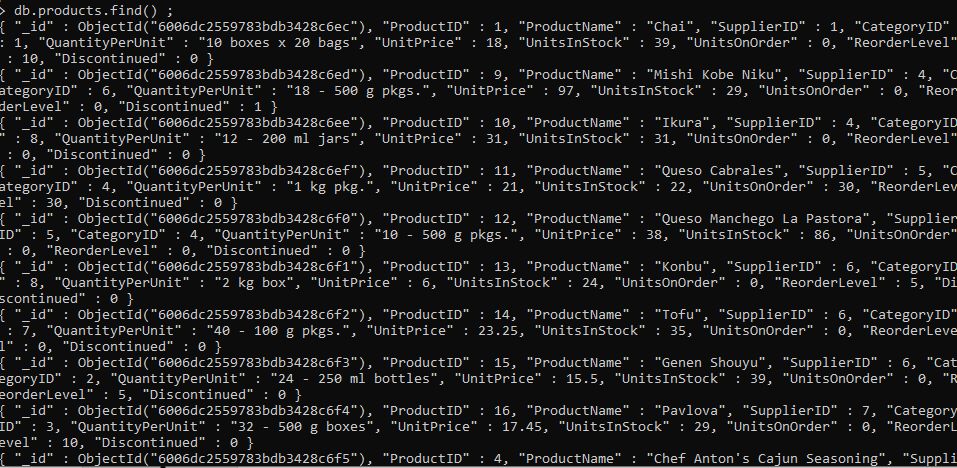 > db.products.find() ;
{ "_id" : ObjectId("6006dc2559783bdb3428c6ec"), "ProductID" : 1, "ProductName" : "Chai", "SupplierID" : 1, "CategoryID"
: 1, "QuantityPerUnit" : "10 boxes x 20 bags", "UnitPrice" : 18, "UnitsInStock" : 39, "UnitsOnOrder" : 0, "ReorderLevel"
: 10, "Discontinued" : 0 }
{ "_id" : ObjectId("6006dc2559783bdb3428c6ed"), "ProductID" : 9, "ProductName" : "Mishi Kobe Niku", "SupplierID" : 4, "C
ategoryID" : 6, "QuantityPerUnit" : "18 - 500 g pkgs.", "UnitPrice" : 97, "UnitsInStock" : 29, "UnitsOnOrder" : 0, "Reo
rderLevel" : 0, "Discontinued" : 1 }
{ "_id" : ObjectId("6006dc2559783bdb3428c6ee"), "ProductID" : 10, "ProductName" : "Ikura", "SupplierID" : 4, "CategoryID
" : 8, "QuantityPerUnit" : "12 - 200 ml jars", "UnitPrice" : 31, "UnitsInStock" : 31, "UnitsOnOrder" : 0, "ReorderLevel"
: 0, "Discontinued" : 0 }
{ "_id" : ObjectId("6006dc2559783bdb3428c6ef"), "ProductID" : 11, "ProductName" : "Queso Cabrales", "SupplierID" : 5, "C
ategoryID" : 4, "QuantityPerUnit" : "1 kg pkg.", "UnitPrice" : 21, "UnitsInStock" : 22, "UnitsOnOrder" : 30, "ReorderLev
el" : 30, "Discontinued" : 0 }
{ "_id" : ObjectId("6006dc2559783bdb3428c6f0"), "ProductID" : 12, "ProductName" : "Queso Manchego La Pastora", "Supplier
ID" : 5, "CategoryID" : 4, "QuantityPerUnit" : "10 - 500 g pkgs.", "UnitPrice" : 38, "UnitsInStock" : 86, "UnitsOnOrder"
: 0, "ReorderLevel" : 0, "Discontinued" : 0 }
{ "_id" : ObjectId("6006dc2559783bdb3428c6f1"), "ProductID" : 13, "ProductName" : "Konbu", "SupplierID" : 6, "CategoryID
" : 8, "QuantityPerUnit" : "2 kg box", "UnitPrice" : 6, "UnitsInStock" : 24, "UnitsOnOrder" : 0, "ReorderLevel" : 5, "Di
scontinued" : 0 }
{ "_id" : ObjectId("6006dc2559783bdb3428c6f2"), "ProductID" : 14, "ProductName" : "Tofu", "SupplierID" : 6, "CategoryID"
: 7, "QuantityPerUnit" : "40 - 100 g pkgs.", "UnitPrice" : 23.25, "UnitsInStock" : 35, "UnitsOnOrder" : 0, "ReorderLeve
l" : 0, "Discontinued" : 0 }
{ "_id" : ObjectId("6006dc2559783bdb3428c6f3"), "ProductID" : 15, "ProductName" : "Genen Shouyu", "SupplierID" : 6, "Cat
egoryID" : 2, "QuantityPerUnit" : "24 - 250 ml bottles", "UnitPrice" : 15.5, "UnitsInStock" : 39, "UnitsOnOrder" : 0, "R
eorderLevel" : 5, "Discontinued" : 0 }
{ "_id" : ObjectId("6006dc2559783bdb3428c6f4"), "ProductID" : 16, "ProductName" : "Pavlova", "SupplierID" : 7, "Category
ID" : 3, "QuantityPerUnit" : "32 - 500 g boxes", "UnitPrice" : 17.45, "UnitsInStock" : 29, "UnitsOnOrder" : 0, "ReorderL
evel" : 10, "Discontinued" : 0 }
{ "_id" : ObjectId("6006dc2559783bdb3428c6f5"), "ProductID" : 4, "ProductName" : "Chef Anton's Cajun Seasoning", "Suppli